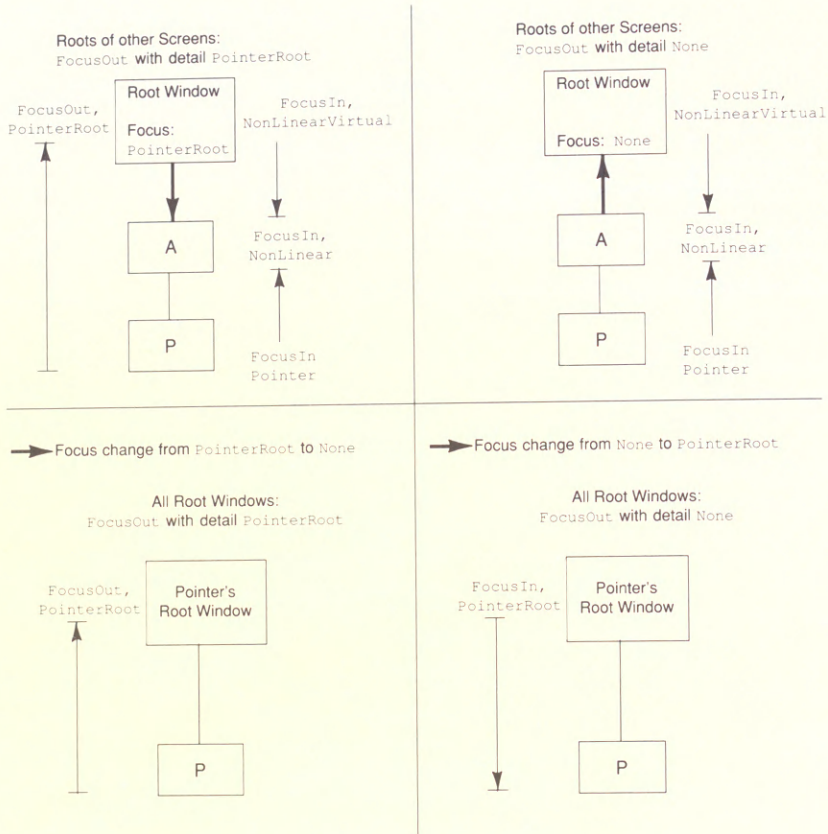 Roots of other Screens:
FocusOut with detail PointerRoot
FocusOut,
PointerRoot
Root Window
Focus:
PointerRoot
FocusIn,
NonLinearVirtual
A
FocusIn,
NonLinear
P
FocusIn
Pointer
Roots of other Screens:
FocusOut with detail None
Root Window
Focus: None
FocusIn,
NonLinearVirtual
A
FocusIn,
NonLinear
P
FocusIn
Pointer
Focus change from PointerRoot to None
All Root Windows:
FocusOut with detail PointerRoot
FocusOut,
PointerRoot
Pointer's
Root Window
P
Focus change from None to PointerRoot
All Root Windows:
FocusOut with detail None
FocusIn,
PointerRoot
Pointer's
Root Window
P